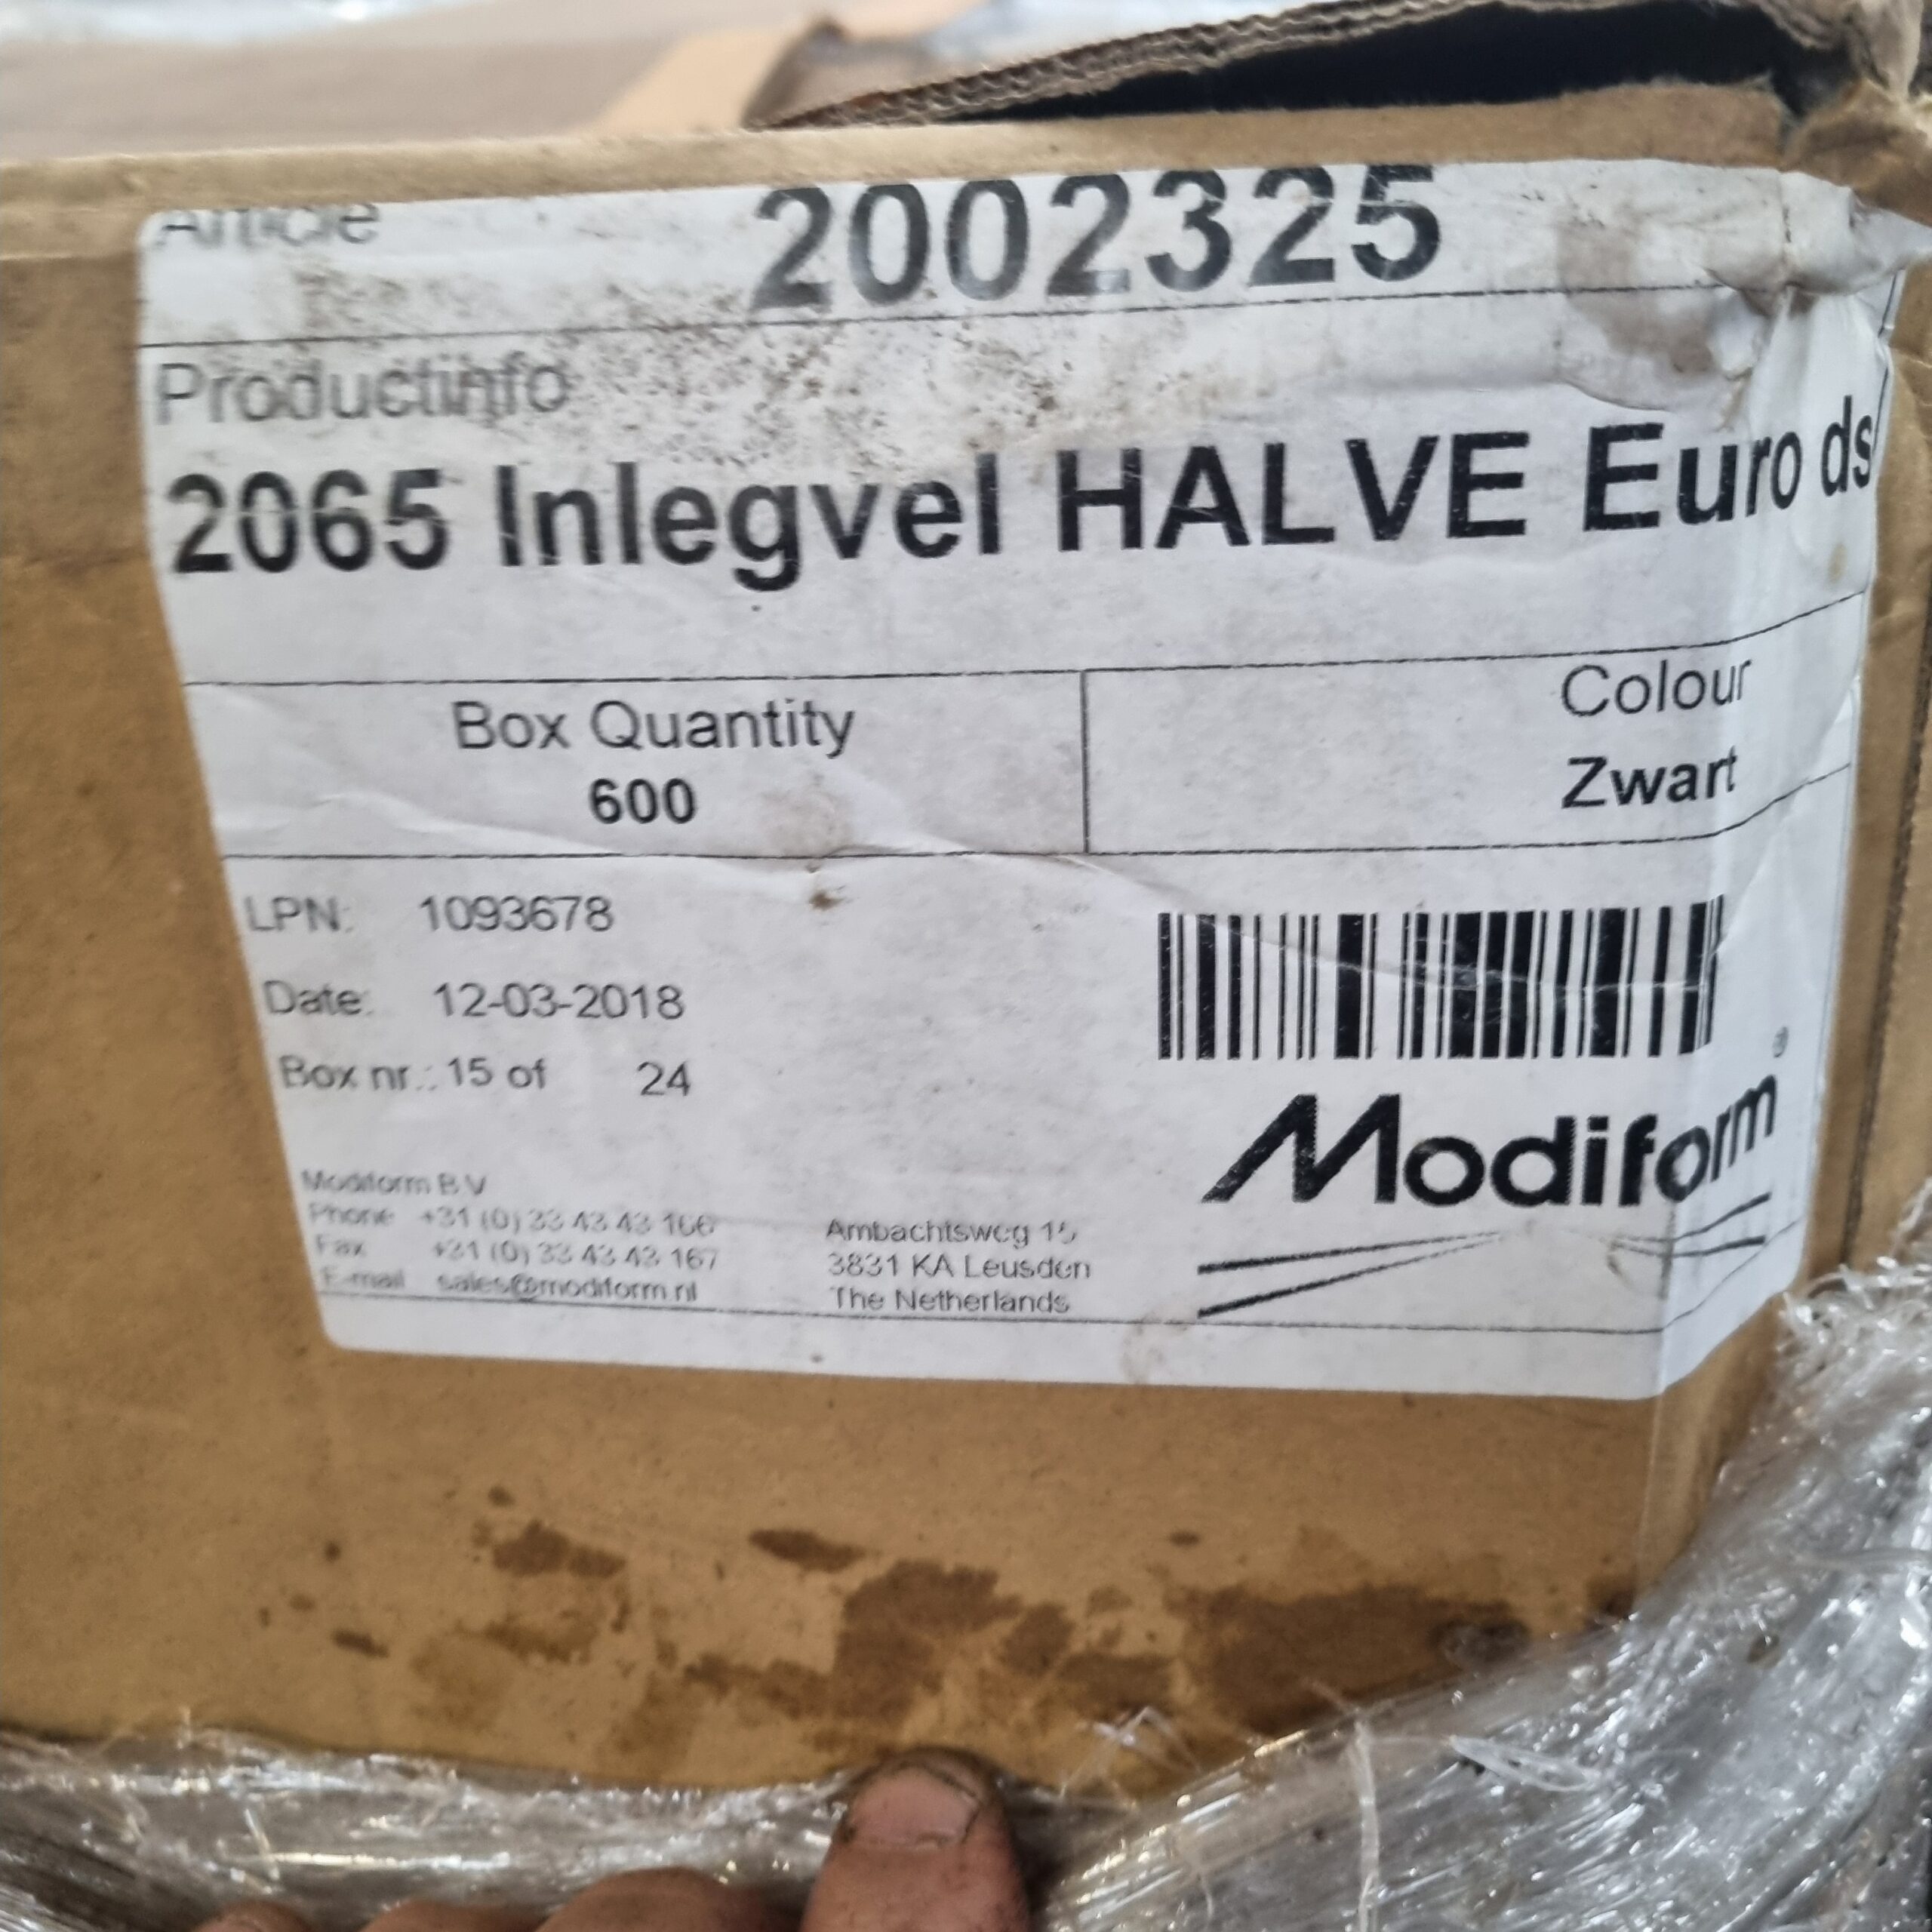 Article 2002325
Productinfo
2065 Inlegvel HALVE Euro ds
Box Quantity
600
Colour
Zwart
LPN: 1093678
Date: 12-03-2018
Box nr.: 15 of 24
Modiform®
Modiform B.V.
Phone +31 (0) 33 43 43 166
Fax +31 (0) 33 43 43 167
E-mail sales@modiform.nl
Ambachtsweg
3831 KA Leusden
The Netherlands